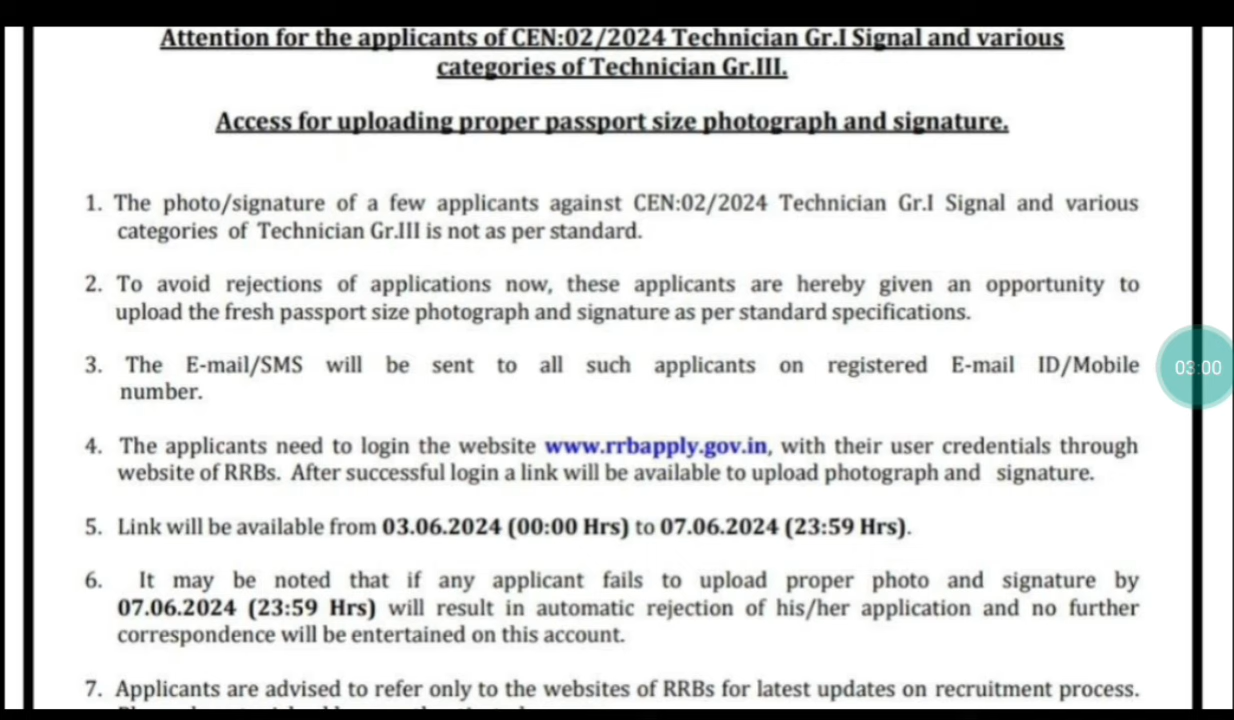 Attention for the applicants of CEN:02/2024 Technician Gr.I Signal and various
categories of Technician Gr.III.
Access for uploading proper passport size photograph and signature.
1. The photo/signature of a few applicants against CEN:02/2024 Technician Gr.I Signal and various
categories of Technician Gr.III is not as per standard.
2. To avoid rejections of applications now, these applicants are hereby given an opportunity to
upload the fresh passport size photograph and signature as per standard specifications.
3. The E-mail/SMS will be sent to all such applicants on registered E-mail ID/Mobile
number.
03:00
4. The applicants need to login the website www.rrbapply.gov.in, with their user credentials through
website of RRBs. After successful login a link will be available to upload photograph and signature.
5. Link will be available from 03.06.2024 (00:00 Hrs) to 07.06.2024 (23:59 Hrs).
6. It may be noted that if any applicant fails to upload proper photo and signature by
07.06.2024 (23:59 Hrs) will result in automatic rejection of his/her application and no further
correspondence will be entertained on this account.
7. Applicants are advised to refer only to the websites of RRBs for latest updates on recruitment process.